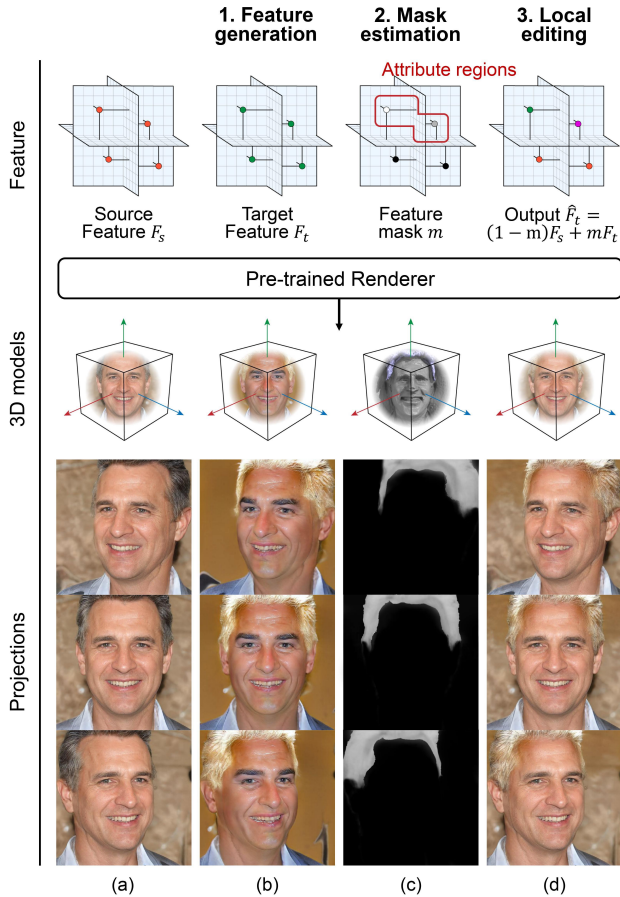 1. Feature
generation
2. Mask
estimation
3. Local
editing
Attribute regions
Feature
Source
Feature F_s
Target
Feature F_t
Feature
mask m
Output F̂_t =
(1 − m)F_s + mF_t
Pre-trained Renderer
3D models
Projections
(a)
(b)
(c)
(d)